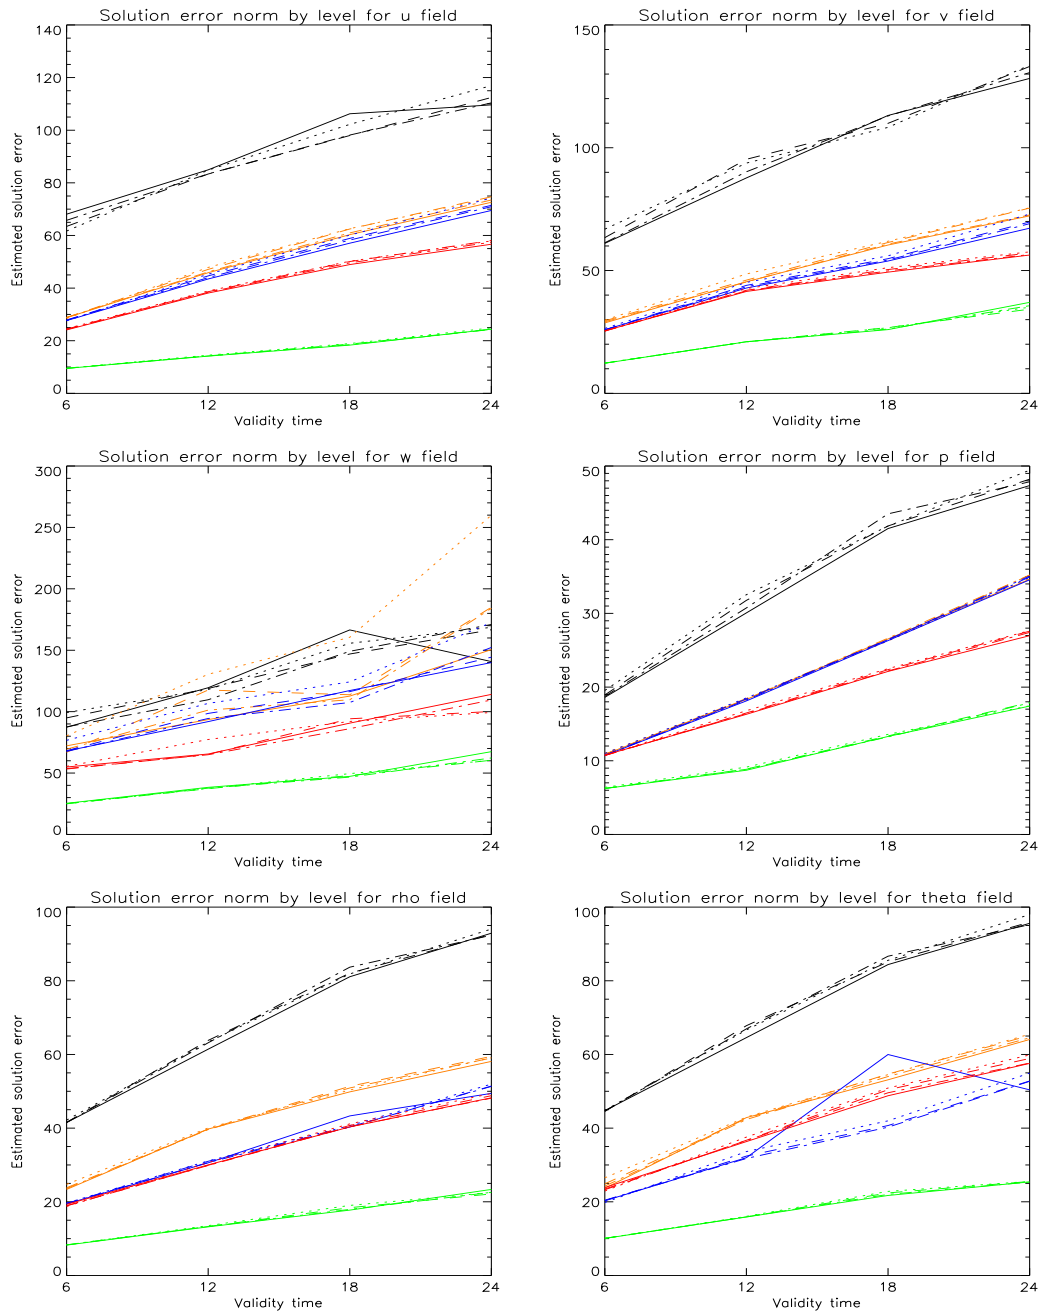 Solution error norm by level for u field
140
120
100
80
60
40
20
0
Estimated solution error
6 12 18 24
Validity time
Solution error norm by level for v field
150
100
50
0
Estimated solution error
6 12 18 24
Validity time
Solution error norm by level for w field
300
250
200
150
100
50
0
Estimated solution error
6 12 18 24
Validity time
Solution error norm by level for p field
50
40
30
20
10
0
Estimated solution error
6 12 18 24
Validity time
Solution error norm by level for rho field
100
80
60
40
20
0
Estimated solution error
6 12 18 24
Validity time
Solution error norm by level for theta field
100
80
60
40
20
0
Estimated solution error
6 12 18 24
Validity time